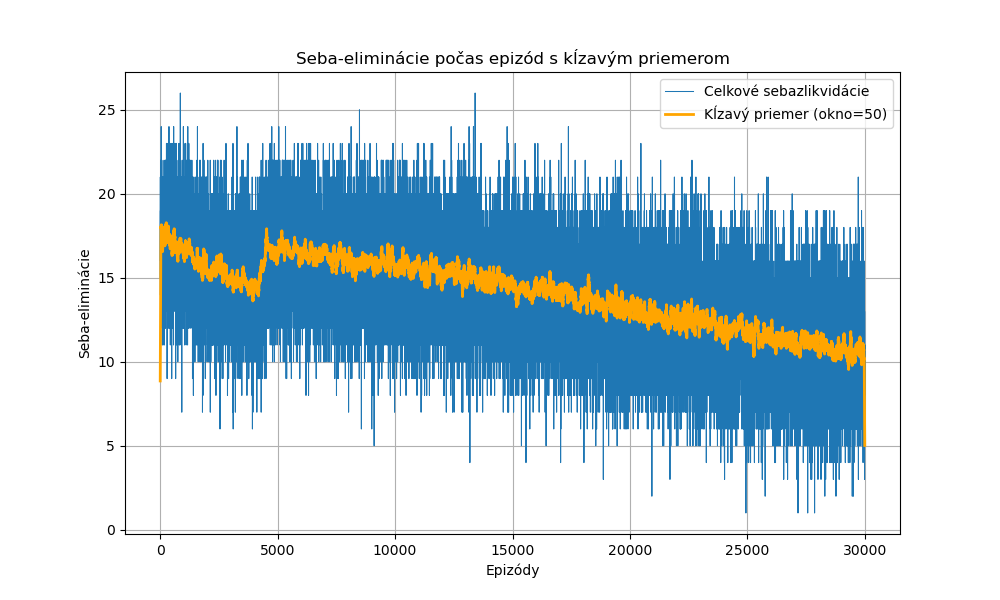 Seba-eliminácie počas epizód s kĺzavým priemerom
Celkové sebazlikvidácie
Kĺzavý priemer (okno=50)
Seba-eliminácie
25
20
15
10
5
0
0 5000 10000 15000 20000 25000 30000
Epizódy